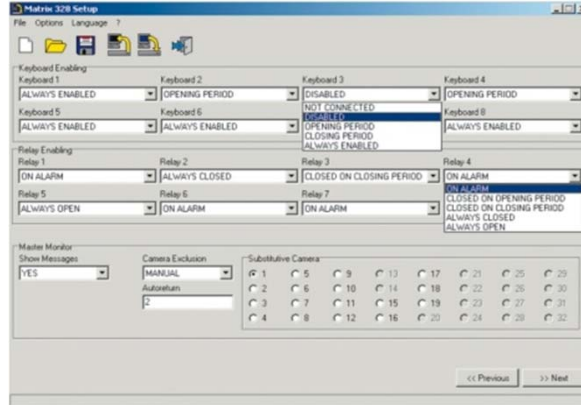 Matrix 328 Setup
File Options Language ?
Keyboard Enabling
Keyboard 1 Keyboard 2 Keyboard 3 Keyboard 4
ALWAYS ENABLED OPENING PERIOD DISABLED OPENING PERIOD
NOT CONNECTED
DISABLED
OPENING PERIOD
CLOSING PERIOD
ALWAYS ENABLED
Keyboard 5 Keyboard 6 Keyboard 8
ALWAYS ENABLED ALWAYS ENABLED ALWAYS ENABLED
Relay Enabling
Relay 1 Relay 2 Relay 3 Relay 4
ON ALARM ALWAYS CLOSED CLOSED ON CLOSING PERIOD ON ALARM
ON ALARM
CLOSED ON OPENING PERIOD
CLOSED ON CLOSING PERIOD
ALWAYS CLOSED
ALWAYS OPEN
Relay 5 Relay 6 Relay 7
ALWAYS OPEN ON ALARM ON ALARM
Master Monitor
Show Messages Camera Exclusion Substitutive Camera
YES MANUAL
Autoreturn
2
1 5 9 13 17 21 25 29
2 6 10 14 18 22 26 30
3 7 11 15 19 23 27 31
4 8 12 16 20 24 28 32
<< Previous >> Next